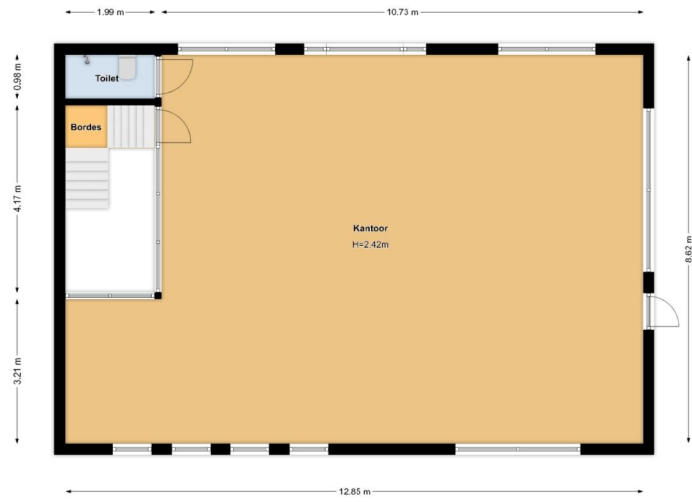 1.99 m
10.73 m
0.98 m
Toilet
Bordes
4.17 m
Kantoor
H=2.42m
8.62 m
3.21 m
12.85 m